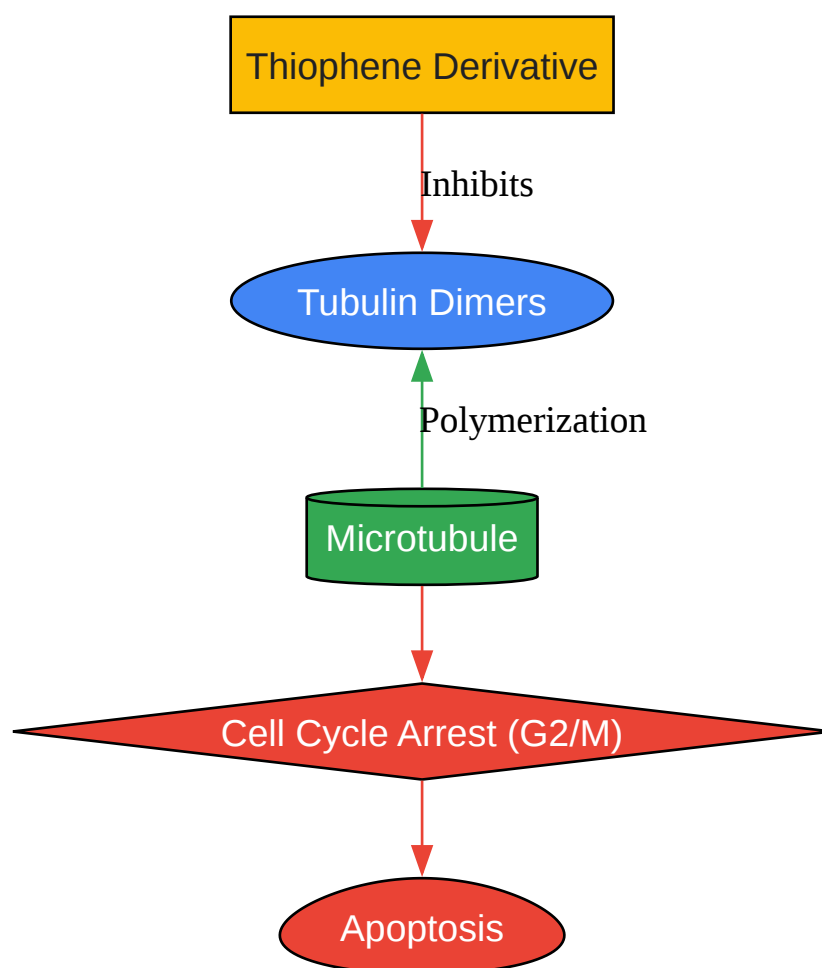 Thiophene Derivative
Inhibits
Tubulin Dimers
Polymerization
Microtubule
Cell Cycle Arrest (G2/M)
Apoptosis